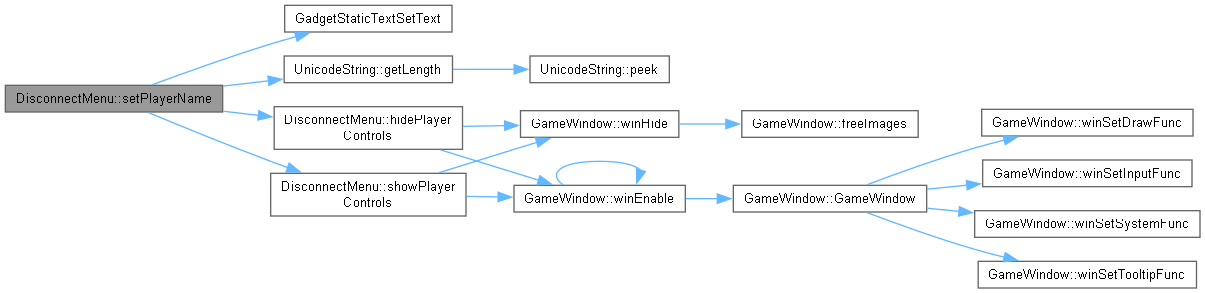 GadgetStaticTextSetText
UnicodeString::getLength
UnicodeString::peek
DisconnectMenu::setPlayerName
DisconnectMenu::hidePlayer
Controls
GameWindow::winHide
GameWindow::freeImages
DisconnectMenu::showPlayer
Controls
GameWindow::winEnable
GameWindow::GameWindow
GameWindow::winSetDrawFunc
GameWindow::winSetInputFunc
GameWindow::winSetSystemFunc
GameWindow::winSetTooltipFunc